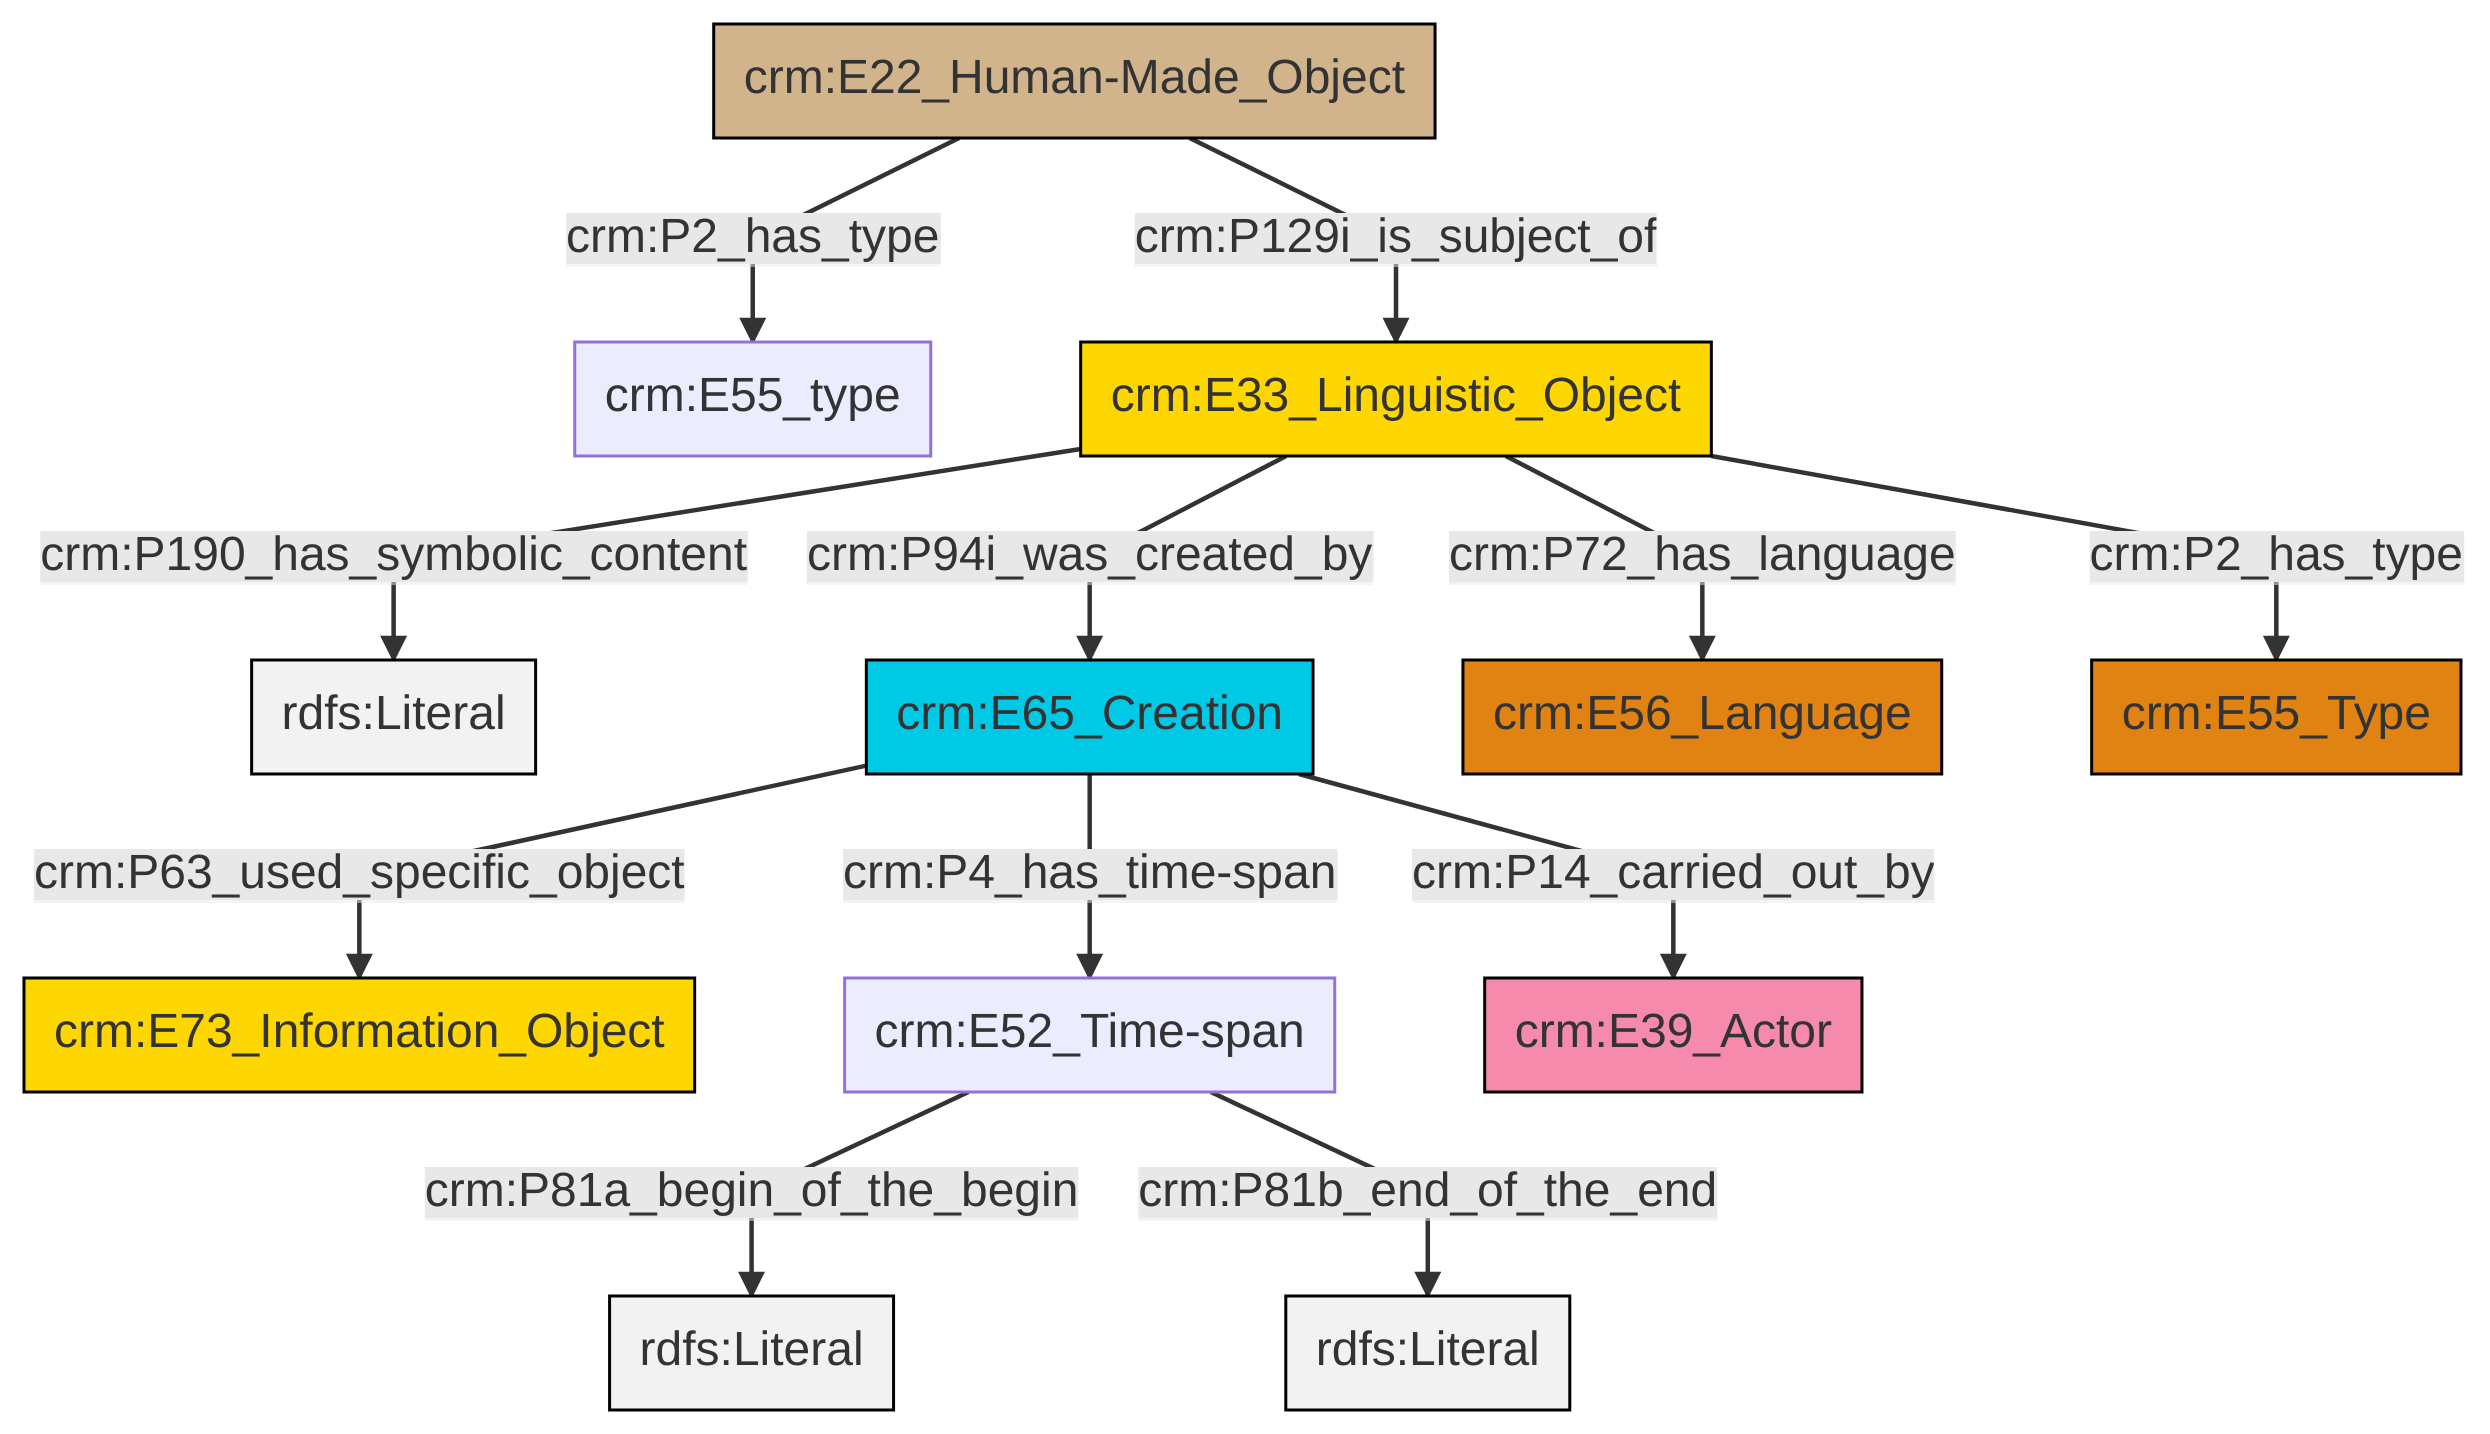 crm:E22_Human-Made_Object
crm:P2_has_type
crm:P129i_is_subject_of
crm:E55_type
crm:E33_Linguistic_Object
crm:P190_has_symbolic_content
crm:P94i_was_created_by
crm:P72_has_language
crm:P2_has_type
rdfs:Literal
crm:E65_Creation
crm:E56_Language
crm:E55_Type
crm:P63_used_specific_object
crm:P4_has_time-span
crm:P14_carried_out_by
crm:E73_Information_Object
crm:E52_Time-span
crm:E39_Actor
crm:P81a_begin_of_the_begin
crm:P81b_end_of_the_end
rdfs:Literal
rdfs:Literal